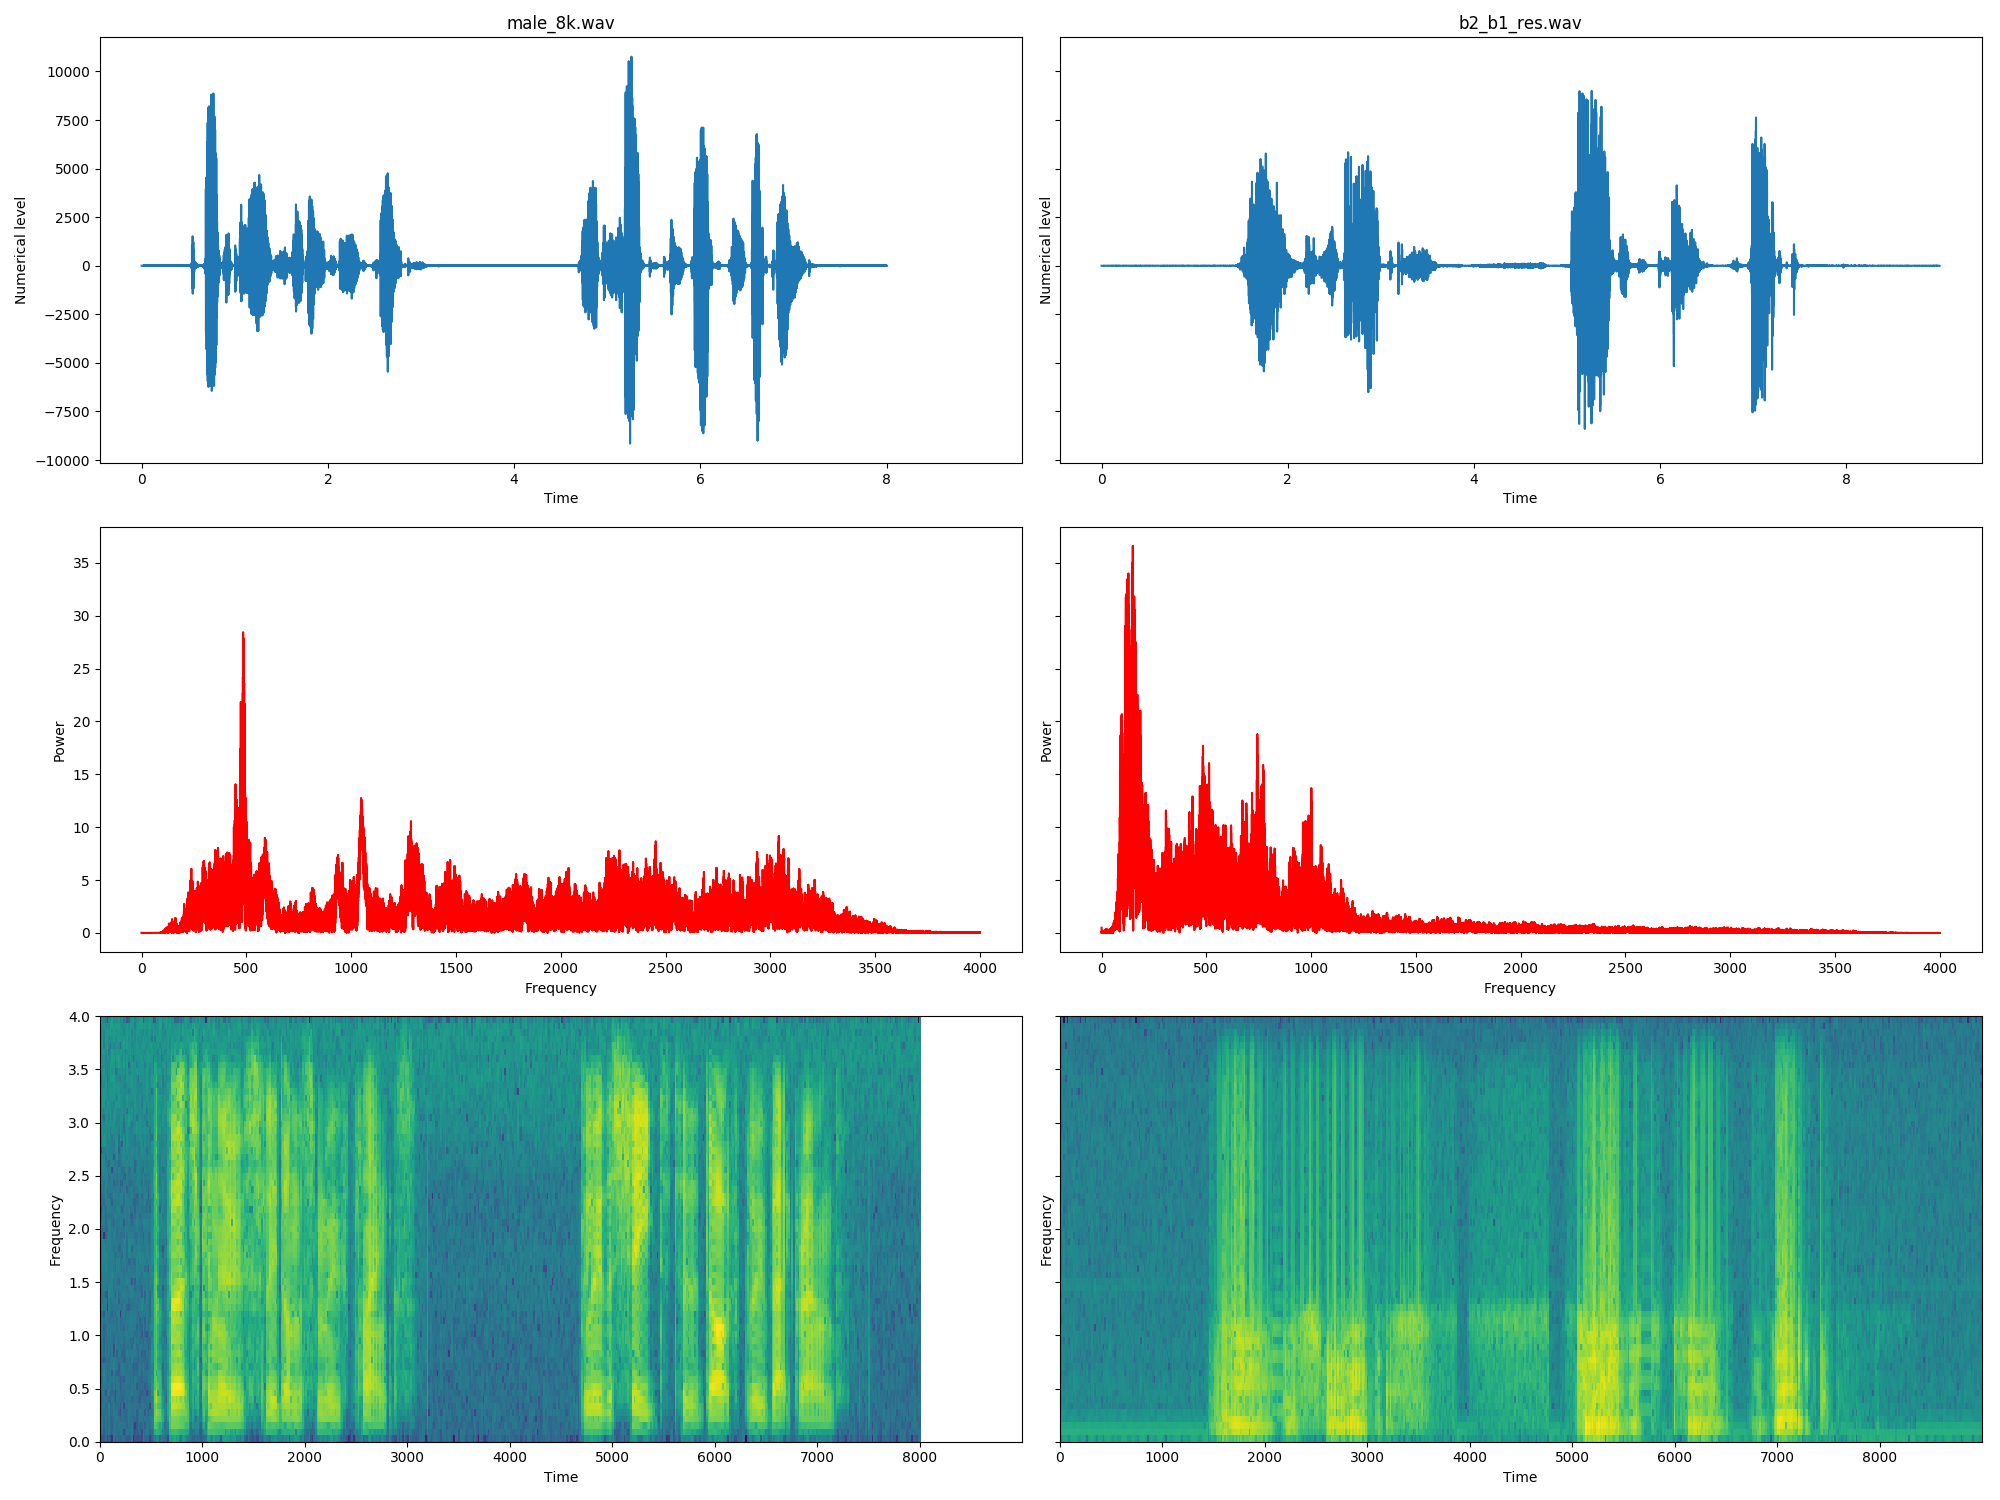 male_8k.wav
b2_b1_res.wav
Numerical level
10000
7500
5000
2500
0
−2500
−5000
−7500
−10000
0 2 4 6 8
Time
Numerical level
0 2 4 6 8
Time
Power
35
30
25
20
15
10
5
0
0 500 1000 1500 2000 2500 3000 3500 4000
Frequency
Power
0 500 1000 1500 2000 2500 3000 3500 4000
Frequency
Frequency
4.0
3.5
3.0
2.5
2.0
1.5
1.0
0.5
0.0
0 1000 2000 3000 4000 5000 6000 7000 8000
Time
Frequency
0 1000 2000 3000 4000 5000 6000 7000 8000
Time